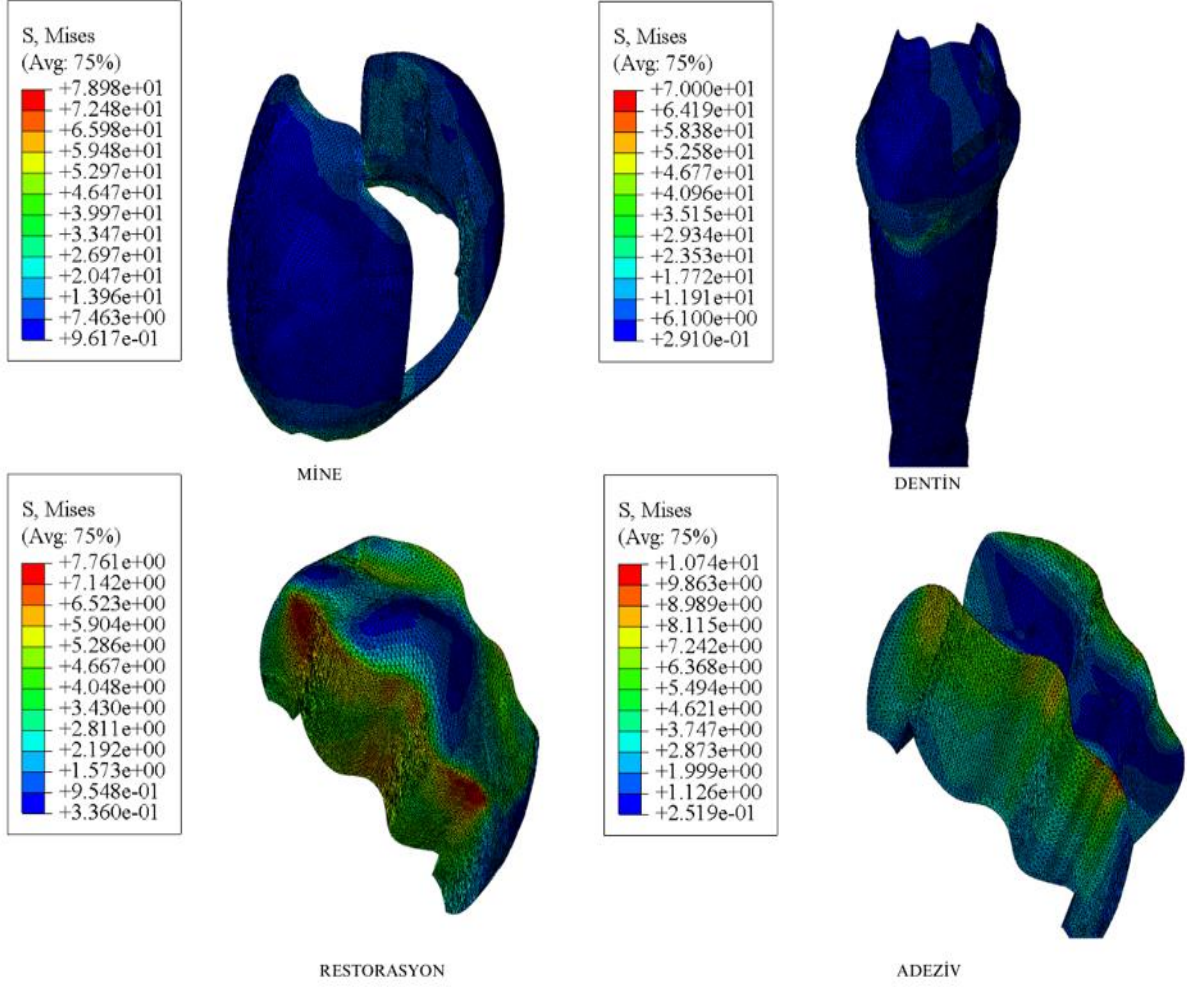 S, Mises
(Avg: 75%)
+7.898e+01
+7.248e+01
+6.598e+01
+5.948e+01
+5.297e+01
+4.647e+01
+3.997e+01
+3.347e+01
+2.697e+01
+2.047e+01
+1.396e+01
+7.463e+00
+9.617e-01
MİNE
S, Mises
(Avg: 75%)
+7.000e+01
+6.419e+01
+5.838e+01
+5.258e+01
+4.677e+01
+4.096e+01
+3.515e+01
+2.934e+01
+2.353e+01
+1.772e+01
+1.191e+01
+6.100e+00
+2.910e-01
DENTİN
S, Mises
(Avg: 75%)
+7.761e+00
+7.142e+00
+6.523e+00
+5.904e+00
+5.286e+00
+4.667e+00
+4.048e+00
+3.430e+00
+2.811e+00
+2.192e+00
+1.573e+00
+9.548e-01
+3.360e-01
RESTORASYON
S, Mises
(Avg: 75%)
+1.074e+01
+9.863e+00
+8.989e+00
+8.115e+00
+7.242e+00
+6.368e+00
+5.494e+00
+4.621e+00
+3.747e+00
+2.873e+00
+1.999e+00
+1.126e+00
+2.519e-01
ADEZİV